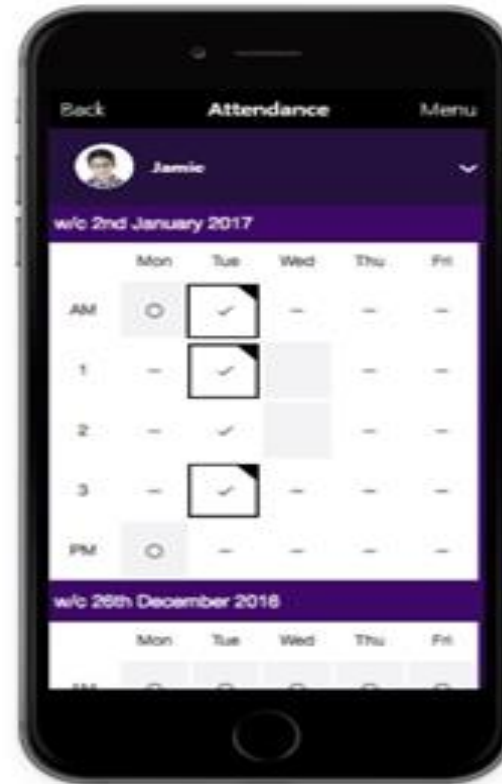 Back Attendance Menu
Jamie
w/c 2nd January 2017
Mon Tue Wed Thu Fri
AM ○ ✓ – – –
1 – ✓ – –
2 – ✓ – –
3 – ✓ – – –
PM ○ – – – –
w/c 26th December 2016
Mon Tue Wed Thu Fri